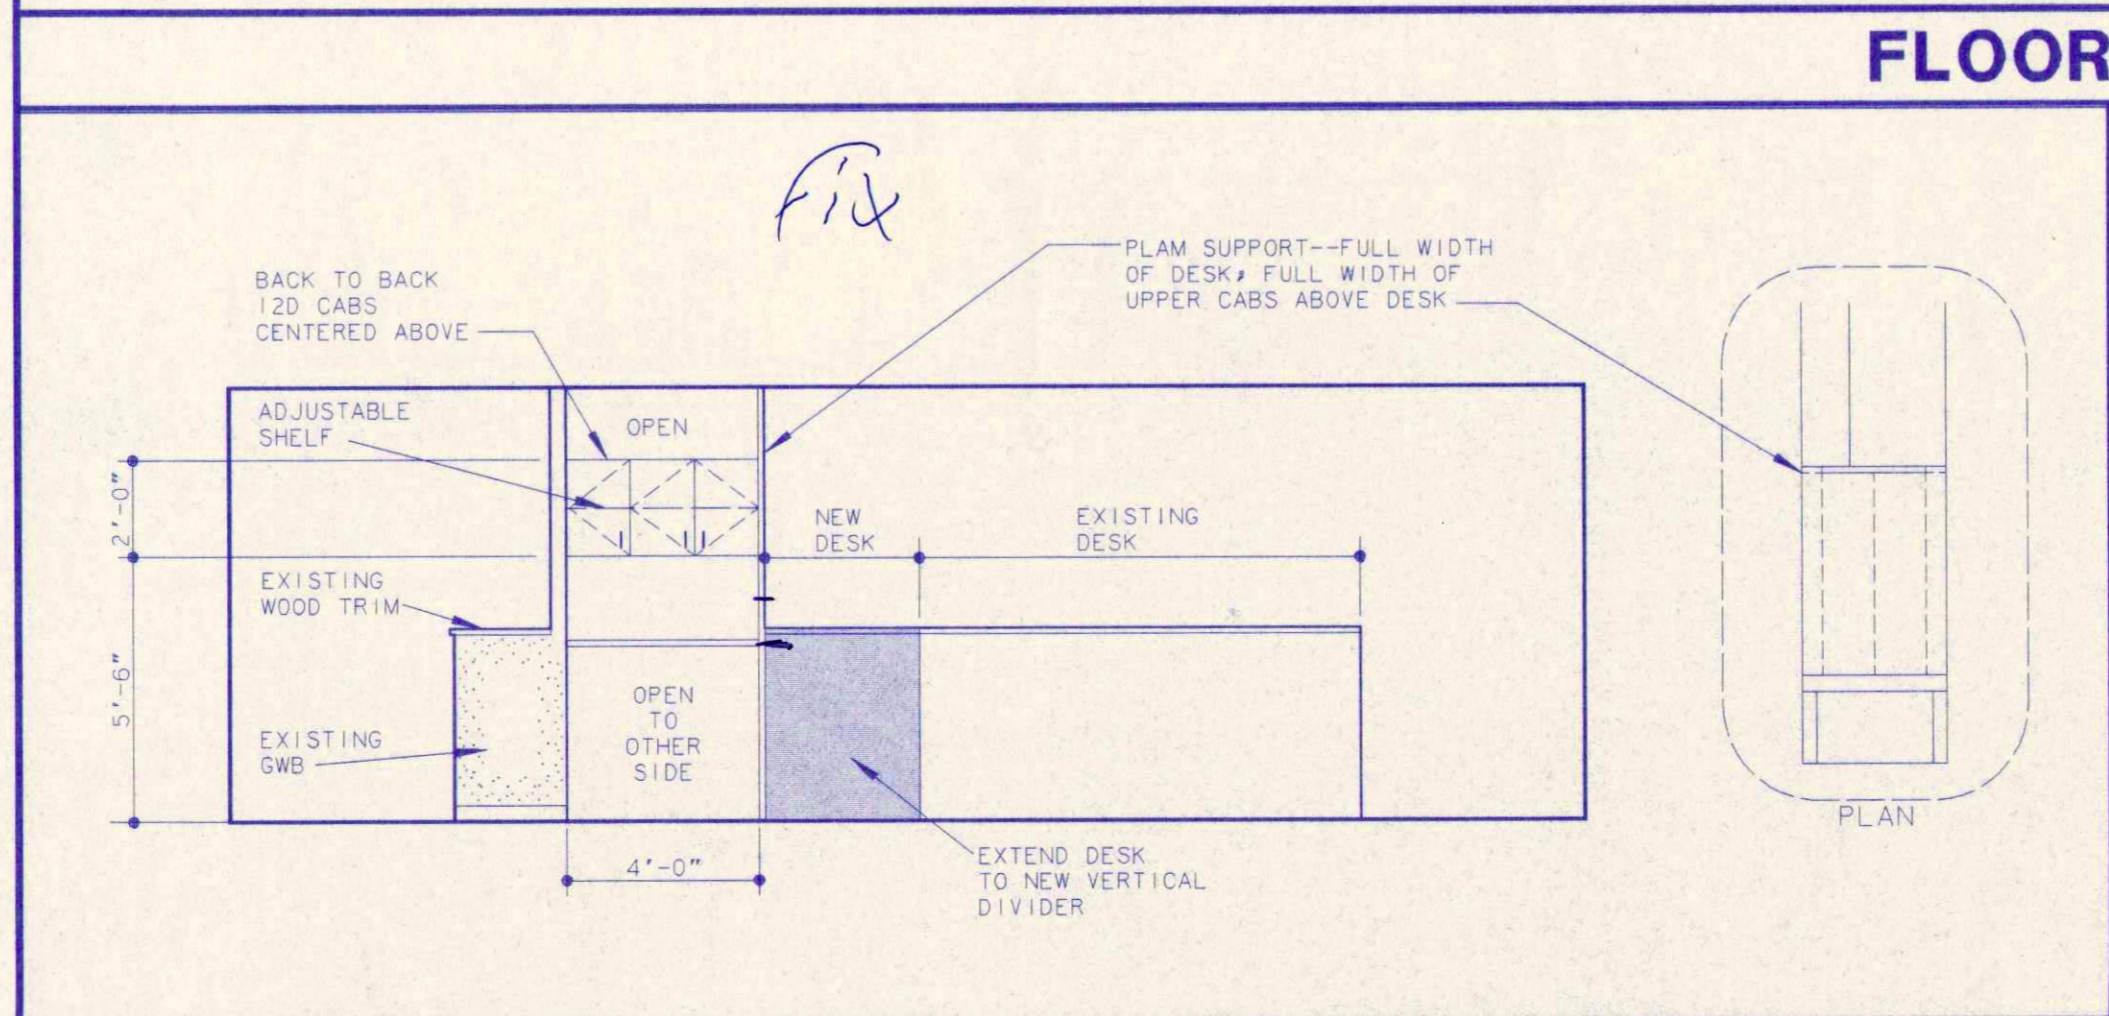 FLOOR
Fix
BACK TO BACK
12D CABS
CENTERED ABOVE
PLAM SUPPORT--FULL WIDTH
OF DESK; FULL WIDTH OF
UPPER CABS ABOVE DESK
ADJUSTABLE
SHELF
OPEN
2'-0"
NEW
DESK
EXISTING
DESK
EXISTING
WOOD TRIM
5'-6"
EXISTING
GWB
OPEN
TO
OTHER
SIDE
PLAN
4'-0"
EXTEND DESK
TO NEW VERTICAL
DIVIDER